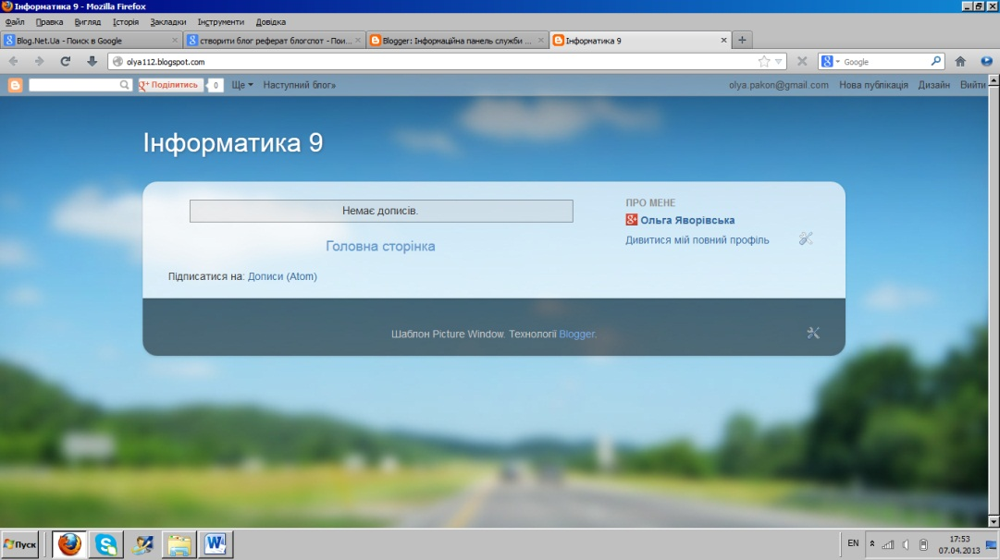 Інформатика 9 - Mozilla Firefox
Файл Правка Вигляд Історія Закладки Інструменти Довідка
Blog.Net.Ua - Поиск в Google
створити блог реферат блогспот - Пои...
Blogger: Інформаційна панель служби ...
Інформатика 9
olya112.blogspot.com
Google
Поділитись 0 Ще Наступний блог» olya.pakon@gmail.com Нова публікація Дизайн Вийти
Інформатика 9
Немає дописів.
Головна сторінка
Підписатися на: Дописи (Atom)
ПРО МЕНЕ
Ольга Яворівська
Дивитися мій повний профіль
Шаблон Picture Window. Технології Blogger.
Пуск
EN
17:53
07.04.2013